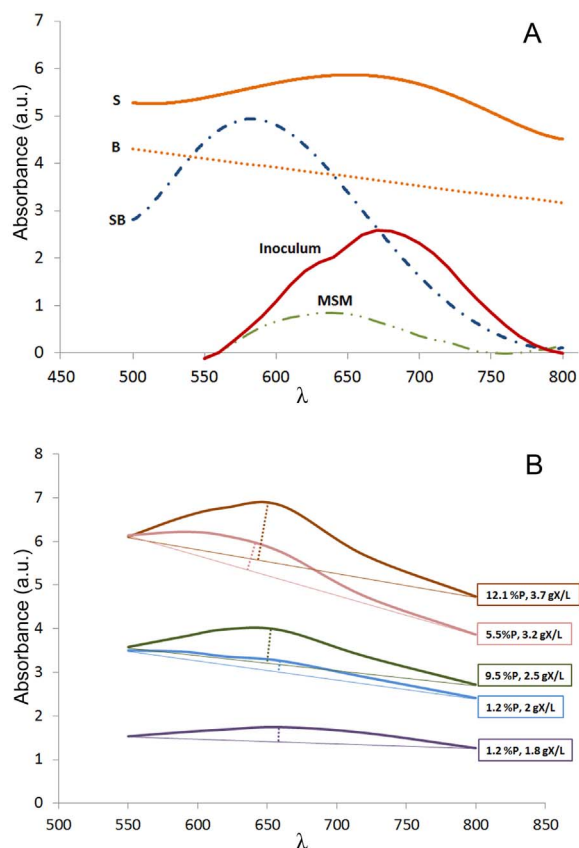 A
7
6
5
4
3
2
1
0
Absorbance (a.u.)
S
B
SB
Inoculum
MSM
450
500
550
600
650
700
750
800
λ
B
8
7
6
5
4
3
2
1
0
Absorbance (a.u.)
12.1 %P, 3.7 gX/L
5.5%P, 3.2 gX/L
9.5 %P, 2.5 gX/L
1.2 %P, 2 gX/L
1.2 %P, 1.8 gX/L
500
550
600
650
700
750
800
850
λ